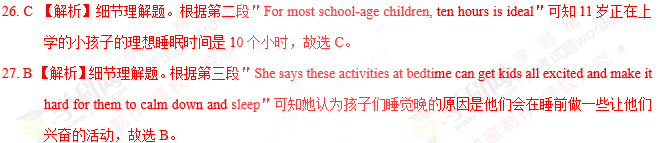 26. C 【解析】细节理解题。根据第二段＂For most school-age children, ten hours is ideal＂可知 11 岁正在上
学的小孩子的理想睡眠时间是 10 个小时，故选 C。
27. B 【解析】细节理解题。根据第三段＂She says these activities at bedtime can get kids all excited and make it
hard for them to calm down and sleep＂可知她认为孩子们睡觉晚的原因是他们会在睡前做一些让他们
兴奋的活动，故选 B。